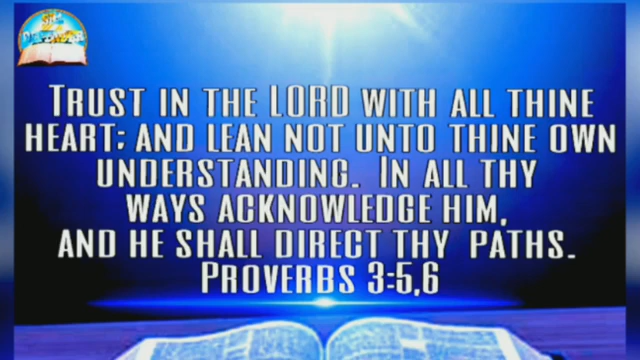 TRUST IN THE LORD WITH ALL THINE
HEART; AND LEAN NOT UNTO THINE OWN
UNDERSTANDING. IN ALL THY
WAYS ACKNOWLEDGE HIM,
AND HE SHALL DIRECT THY PATHS.
PROVERBS 3:5,6